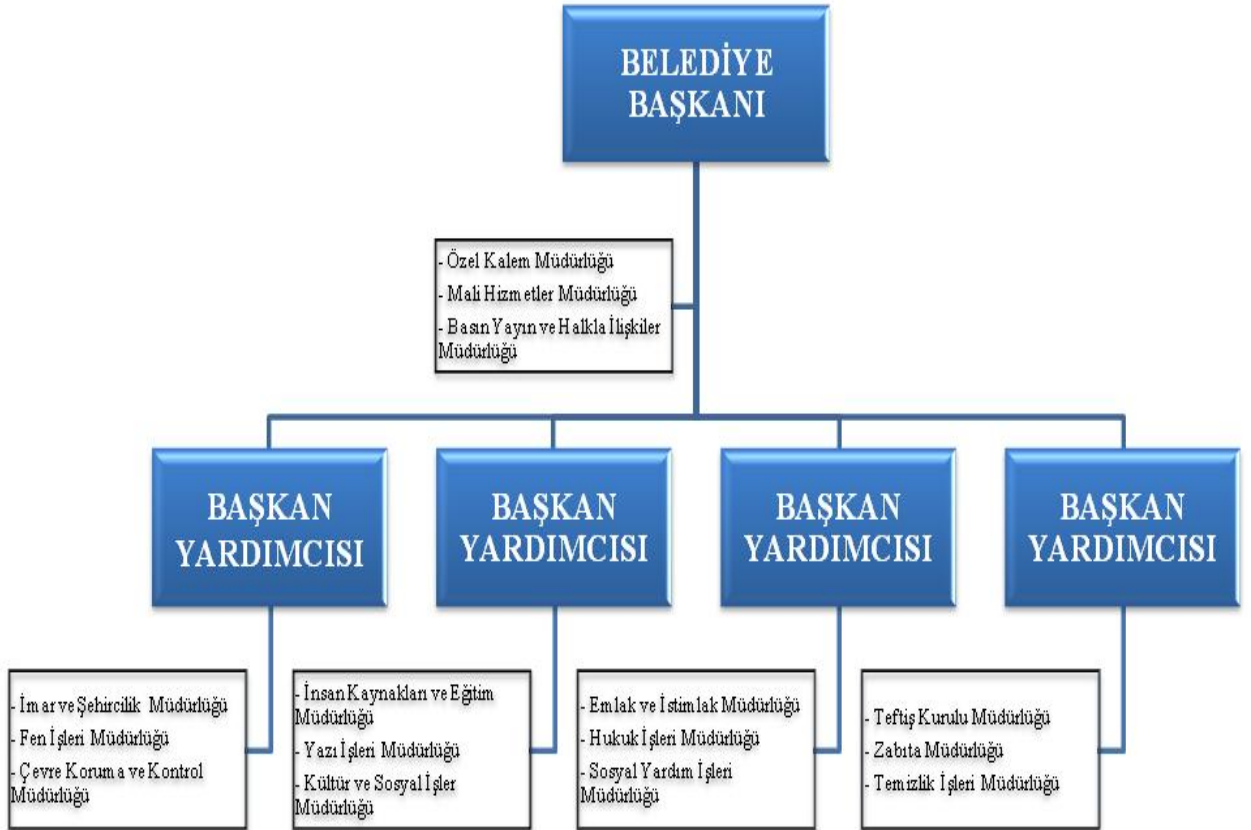 BELEDİYE
BAŞKANI
- Özel Kalem Müdürlüğü
- Mali Hizmetler Müdürlüğü
- Basın Yayın ve Halkla İlişkiler
Müdürlüğü
BAŞKAN
YARDIMCISI
BAŞKAN
YARDIMCISI
BAŞKAN
YARDIMCISI
BAŞKAN
YARDIMCISI
- İmar ve Şehircilik Müdürlüğü
- Fen İşleri Müdürlüğü
- Çevre Koruma ve Kontrol
Müdürlüğü
- İnsan Kaynakları ve Eğitim
Müdürlüğü
- Yazı İşleri Müdürlüğü
- Kültür ve Sosyal İşler
Müdürlüğü
- Emlak ve İstimlak Müdürlüğü
- Hukuk İşleri Müdürlüğü
- Sosyal Yardım İşleri
Müdürlüğü
- Teftiş Kurulu Müdürlüğü
- Zabıta Müdürlüğü
- Temizlik İşleri Müdürlüğü